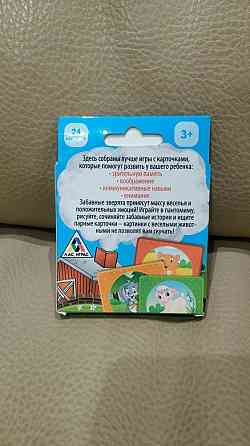 24
3+
Здесь собраны лучше игры с карточками,
которые помогут развить у вашего ребенка:
• зрительную память
• воображение
• коммуникативные навыки
• внимание
Забавные зверята принесут массу веселья и
положительных эмоций! Играйте в пантомиму,
рисуйте, сочиняйте забавные истории и ищите
парные карточки – картинки с веселыми живот-
ными не позволят вам скучать!
ЛАС ИГРАС